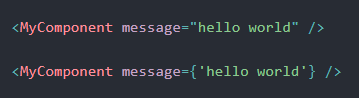 <MyComponent message="hello world" />
<MyComponent message={'hello world'} />